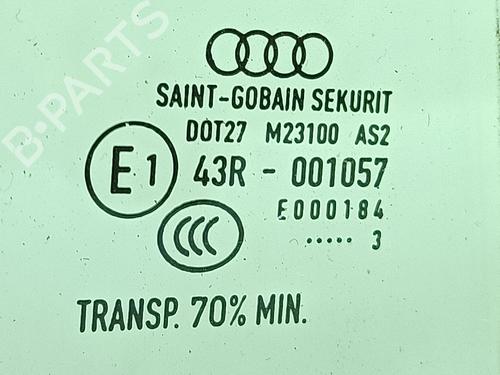 B-PARTS
SAINT-GOBAIN SEKURIT
DOT27 M23100 AS2
E1 43R - 001057
E000184
..... 3
TRANSP. 70% MIN.